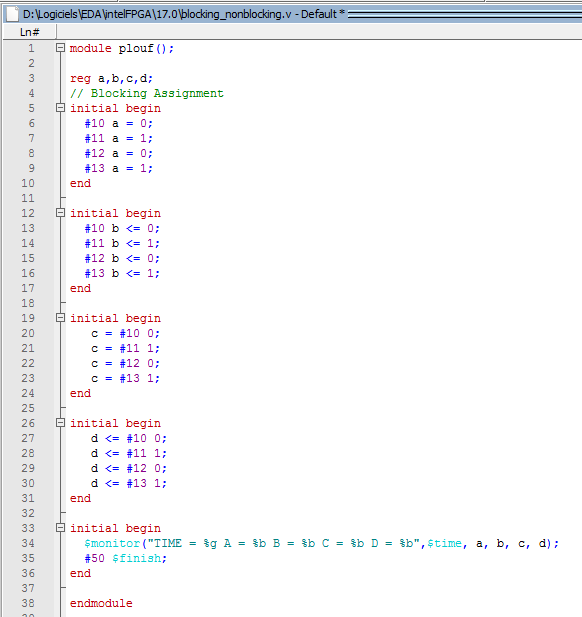 D:\Logiciels\EDA\intelFPGA\17.0\blocking_nonblocking.v - Default *
Ln#
1 module plouf();
2
3 reg a,b,c,d;
4 // Blocking Assignment
5 initial begin
6 #10 a = 0;
7 #11 a = 1;
8 #12 a = 0;
9 #13 a = 1;
10 end
11
12 initial begin
13 #10 b <= 0;
14 #11 b <= 1;
15 #12 b <= 0;
16 #13 b <= 1;
17 end
18
19 initial begin
20 c = #10 0;
21 c = #11 1;
22 c = #12 0;
23 c = #13 1;
24 end
25
26 initial begin
27 d <= #10 0;
28 d <= #11 1;
29 d <= #12 0;
30 d <= #13 1;
31 end
32
33 initial begin
34 $monitor("TIME = %g A = %b B = %b C = %b D = %b",$time, a, b, c, d);
35 #50 $finish;
36 end
37
38 endmodule